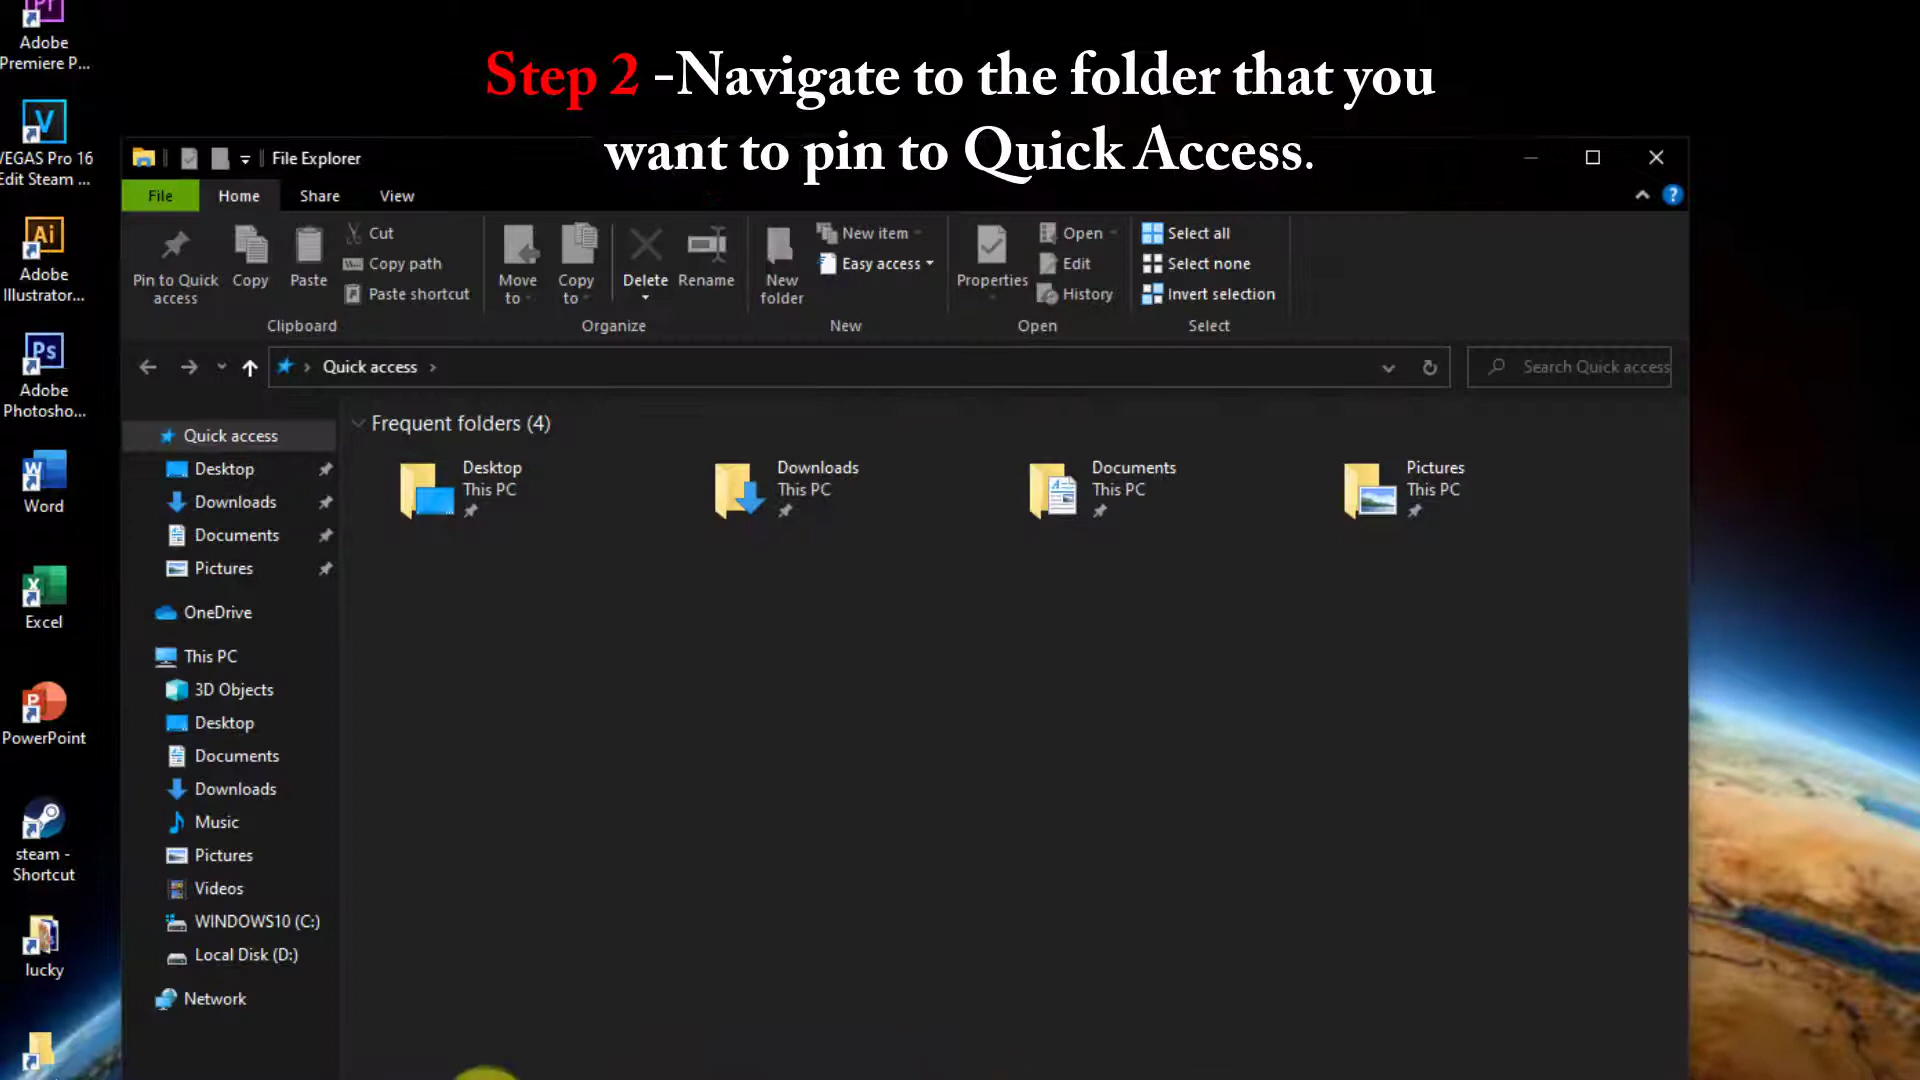 Step 2 -Navigate to the folder that you
want to pin to Quick Access.
Adobe
Premiere P...
VEGAS Pro 16
Edit Steam ...
Adobe
Illustrator...
Adobe
Photosho...
Word
Excel
PowerPoint
steam -
Shortcut
lucky
File Explorer
File
Home
Share
View
Pin to Quick
access
Copy
Paste
Cut
Copy path
Paste shortcut
Clipboard
Move
to
Copy
to
Delete
Rename
Organize
New
folder
New item
Easy access
New
Properties
Open
Edit
History
Open
Select all
Select none
Invert selection
Select
Quick access
Search Quick access
Quick access
Desktop
Downloads
Documents
Pictures
OneDrive
This PC
3D Objects
Desktop
Documents
Downloads
Music
Pictures
Videos
WINDOWS10 (C:)
Local Disk (D:)
Network
Frequent folders (4)
Desktop
This PC
Downloads
This PC
Documents
This PC
Pictures
This PC